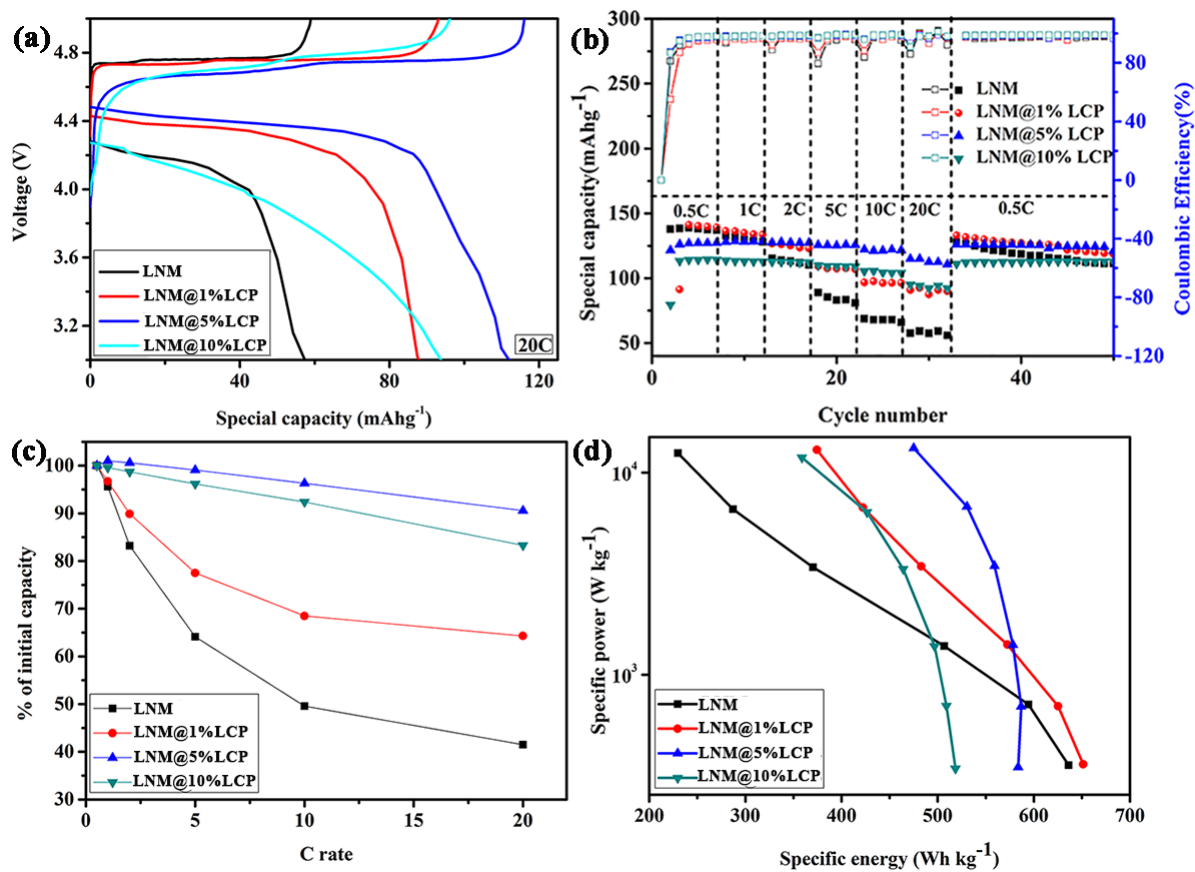 (a)
4.8
4.4
4.0
3.6
3.2
Voltage (V)
LNM
LNM@1%LCP
LNM@5%LCP
LNM@10%LCP
20C
0
40
80
120
Special capacity (mAhg-1)
(b)
300
275
250
225
200
175
150
125
100
75
50
Special capacity(mAhg-1)
LNM
LNM@1% LCP
LNM@5% LCP
LNM@10% LCP
0.5C
1C
2C
5C
10C
20C
0.5C
80
40
0
-40
-80
-120
Coulombic Efficiency(%)
0
20
40
Cycle number
(c)
100
90
80
70
60
50
40
30
% of initial capacity
LNM
LNM@1%LCP
LNM@5%LCP
LNM@10%LCP
0
5
10
15
20
C rate
(d)
10^4
10^3
Specific power (W kg-1)
LNM
LNM@1%LCP
LNM@5%LCP
LNM@10%LCP
200
300
400
500
600
700
Specific energy (Wh kg-1)